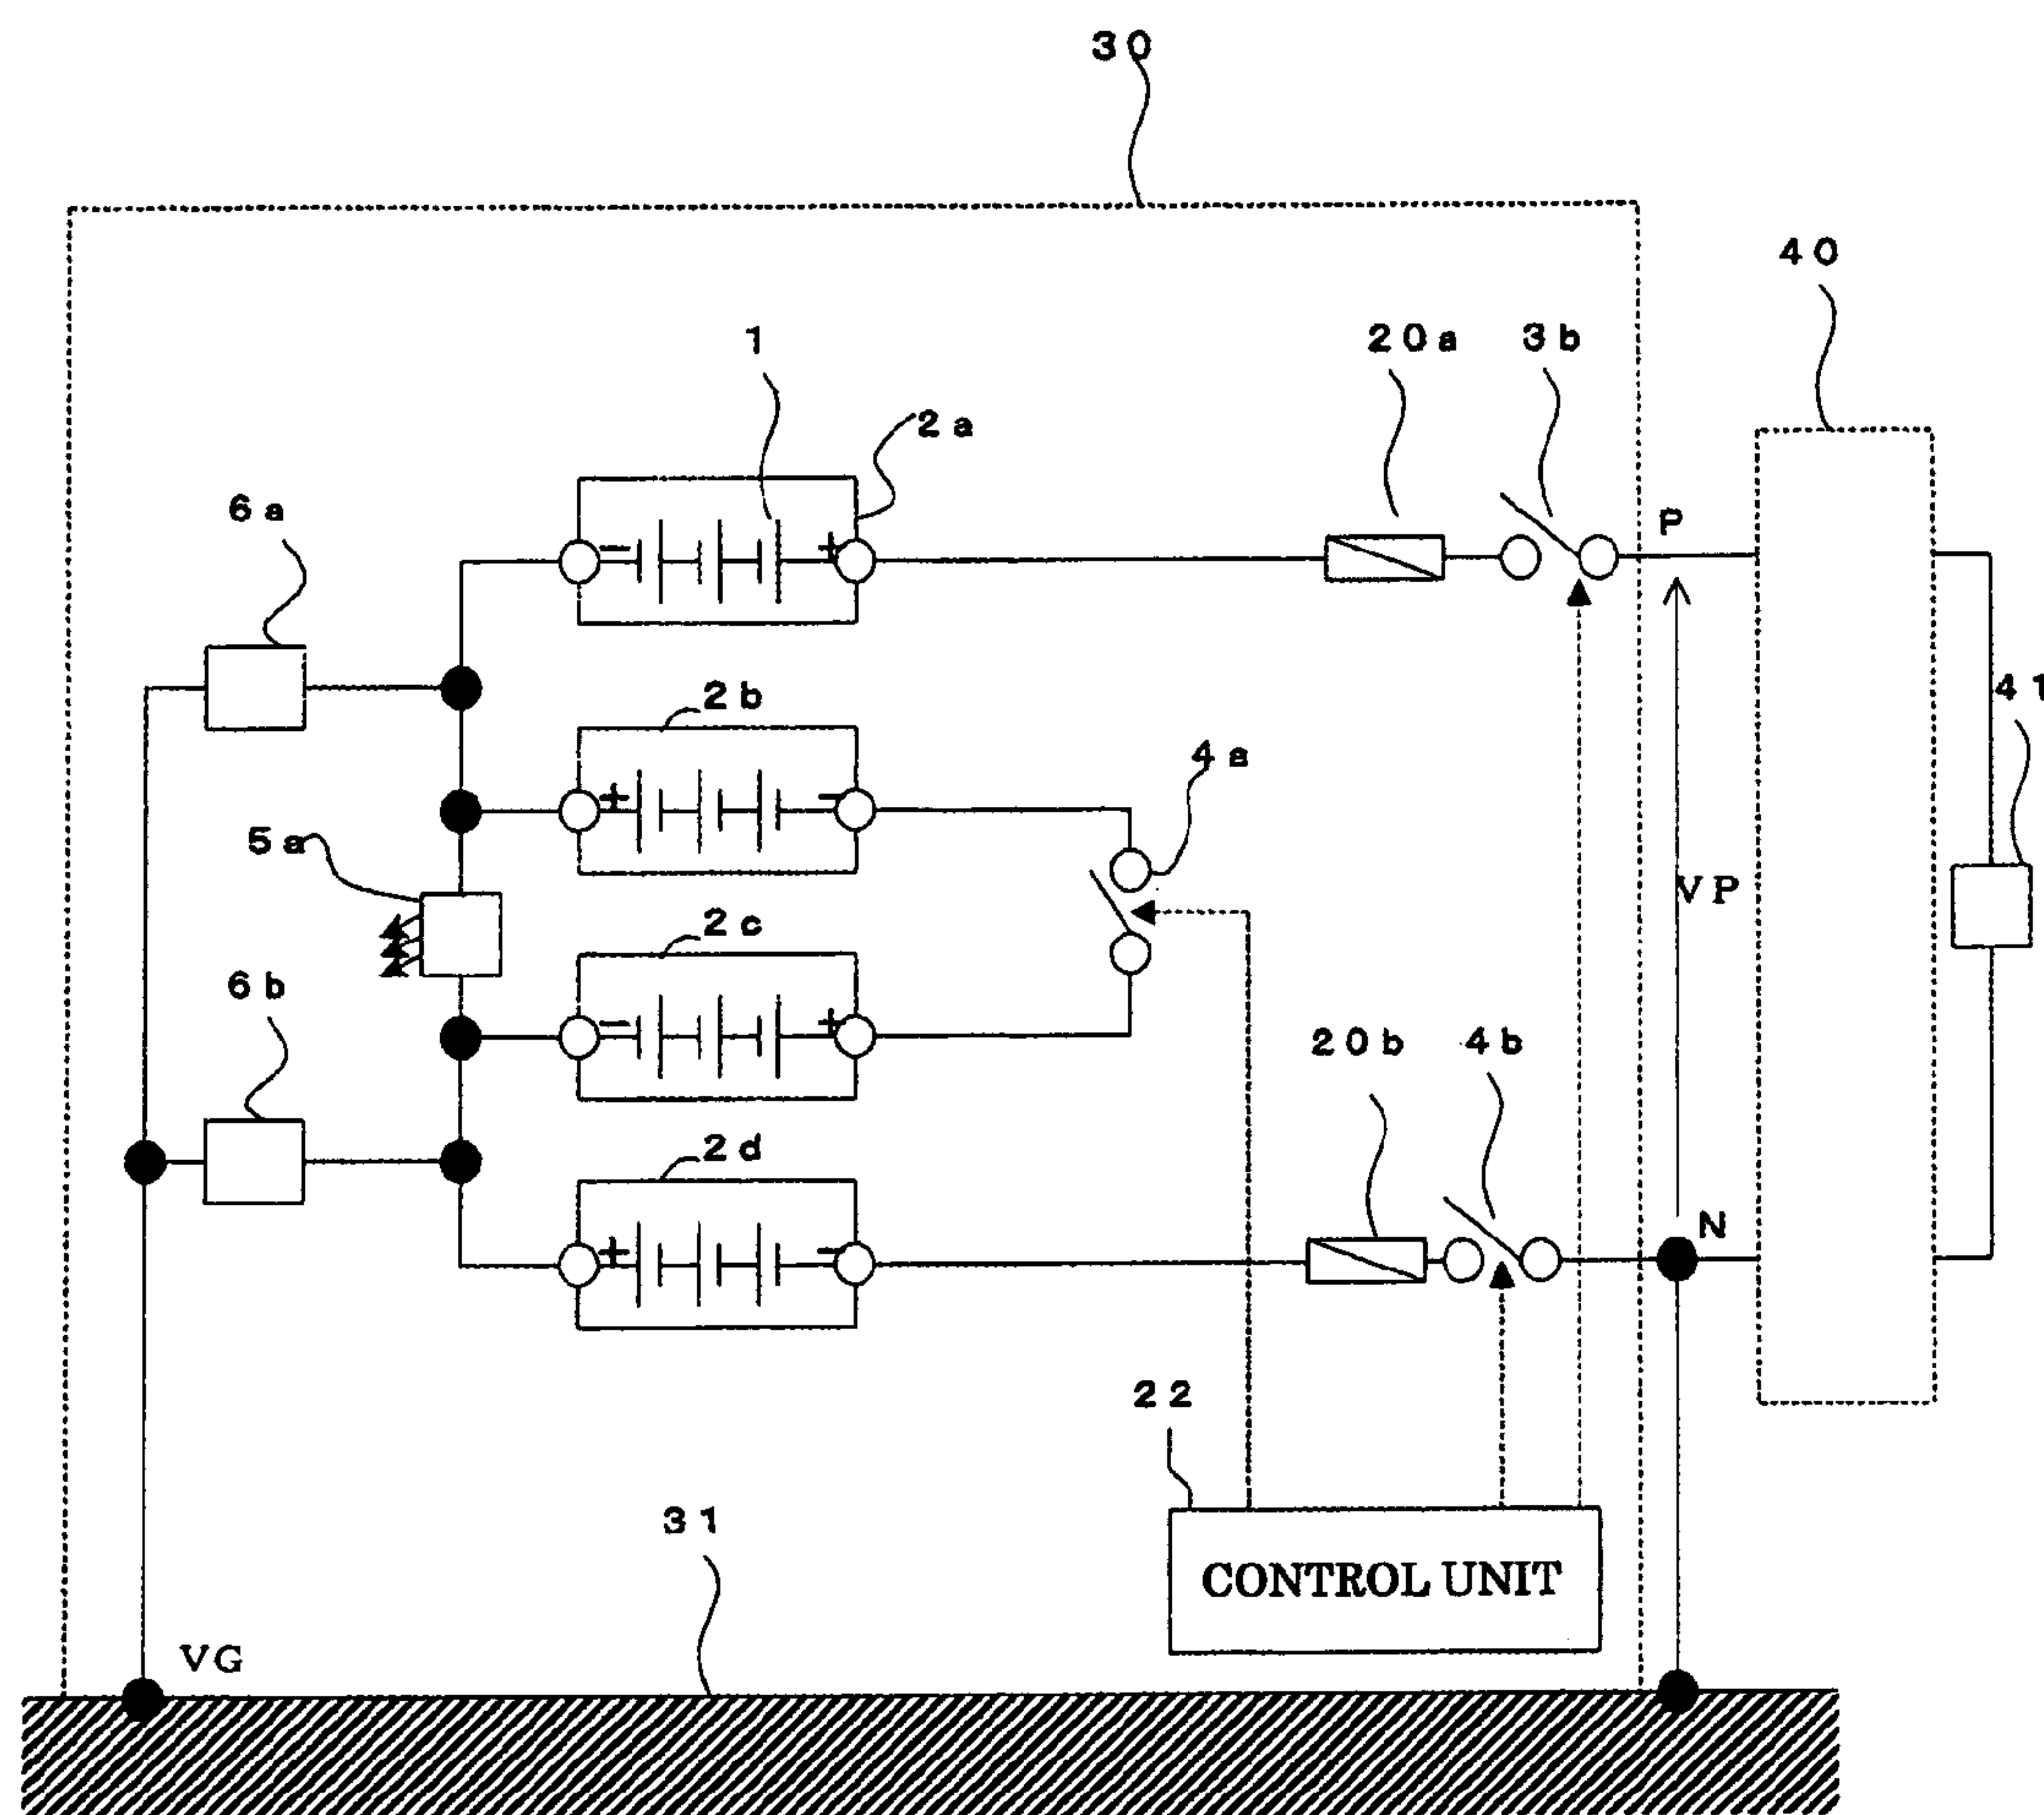 30
40
1
20a
3b
2a
6a
P
2b
41
4a
5a
VP
2c
6b
20b
4b
2d
N
22
31
CONTROL UNIT
VG
+
−
+
−
+
−
+
−